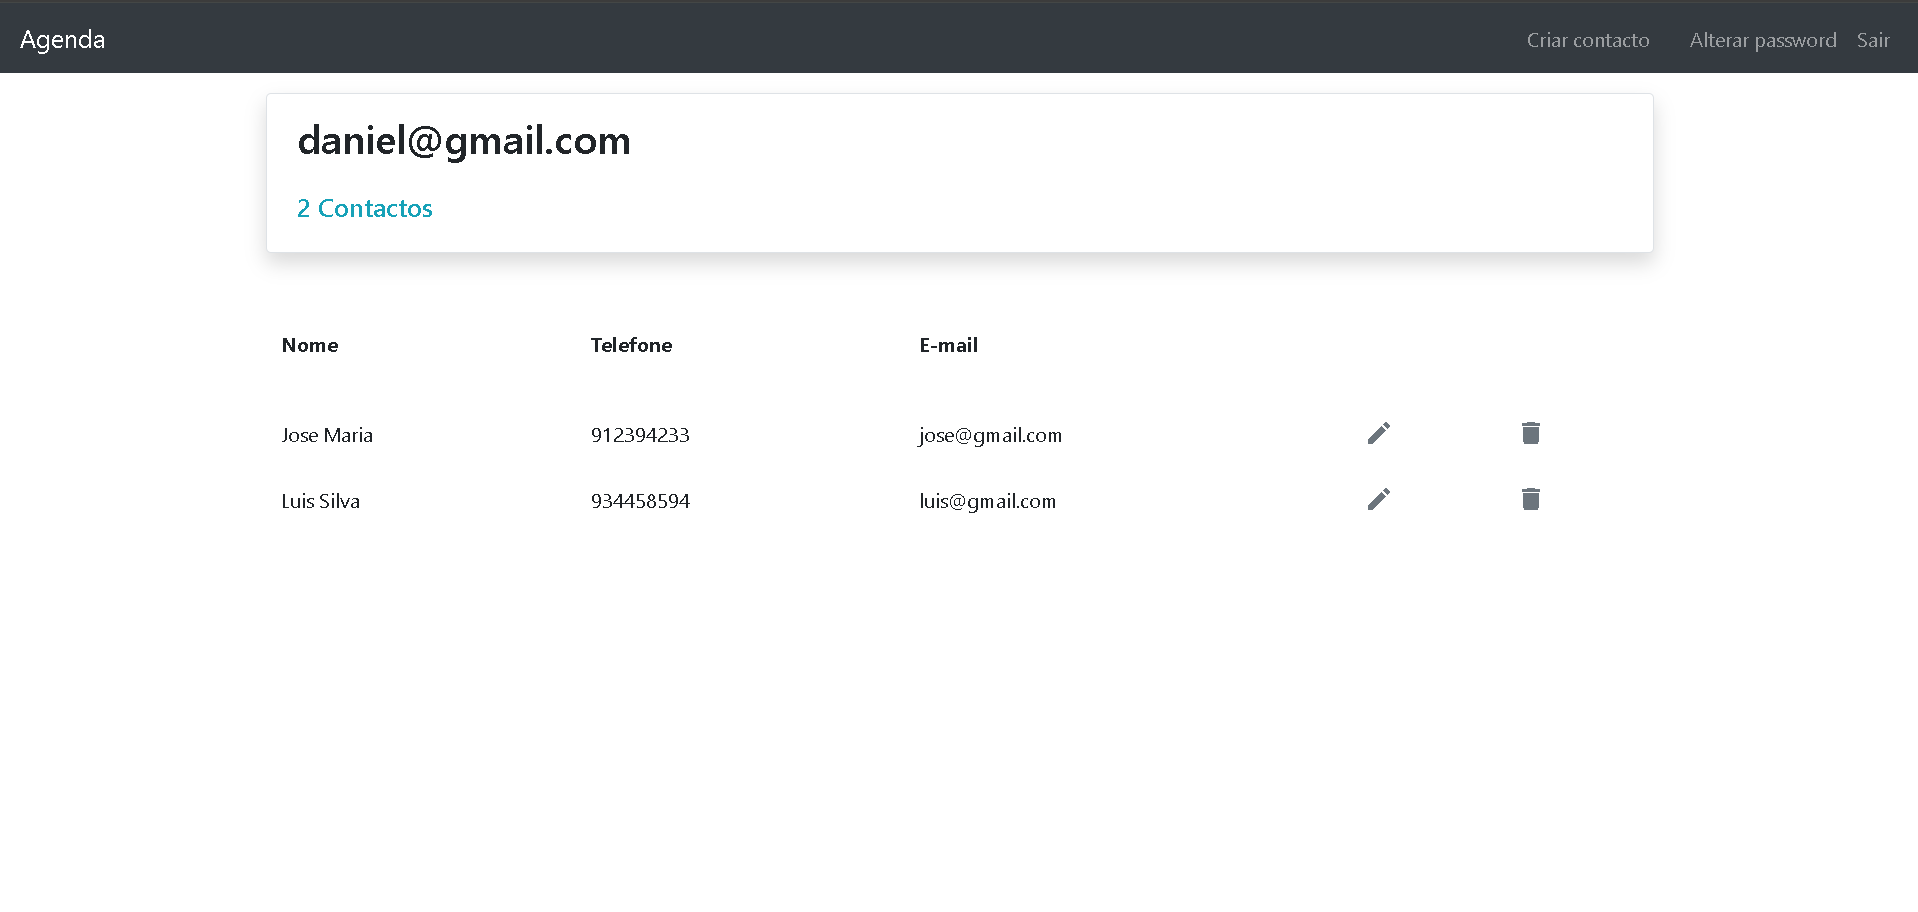 Agenda Criar contacto Alterar password Sair
daniel@gmail.com
2 Contactos
Nome Telefone E-mail
Jose Maria 912394233 jose@gmail.com
Luis Silva 934458594 luis@gmail.com